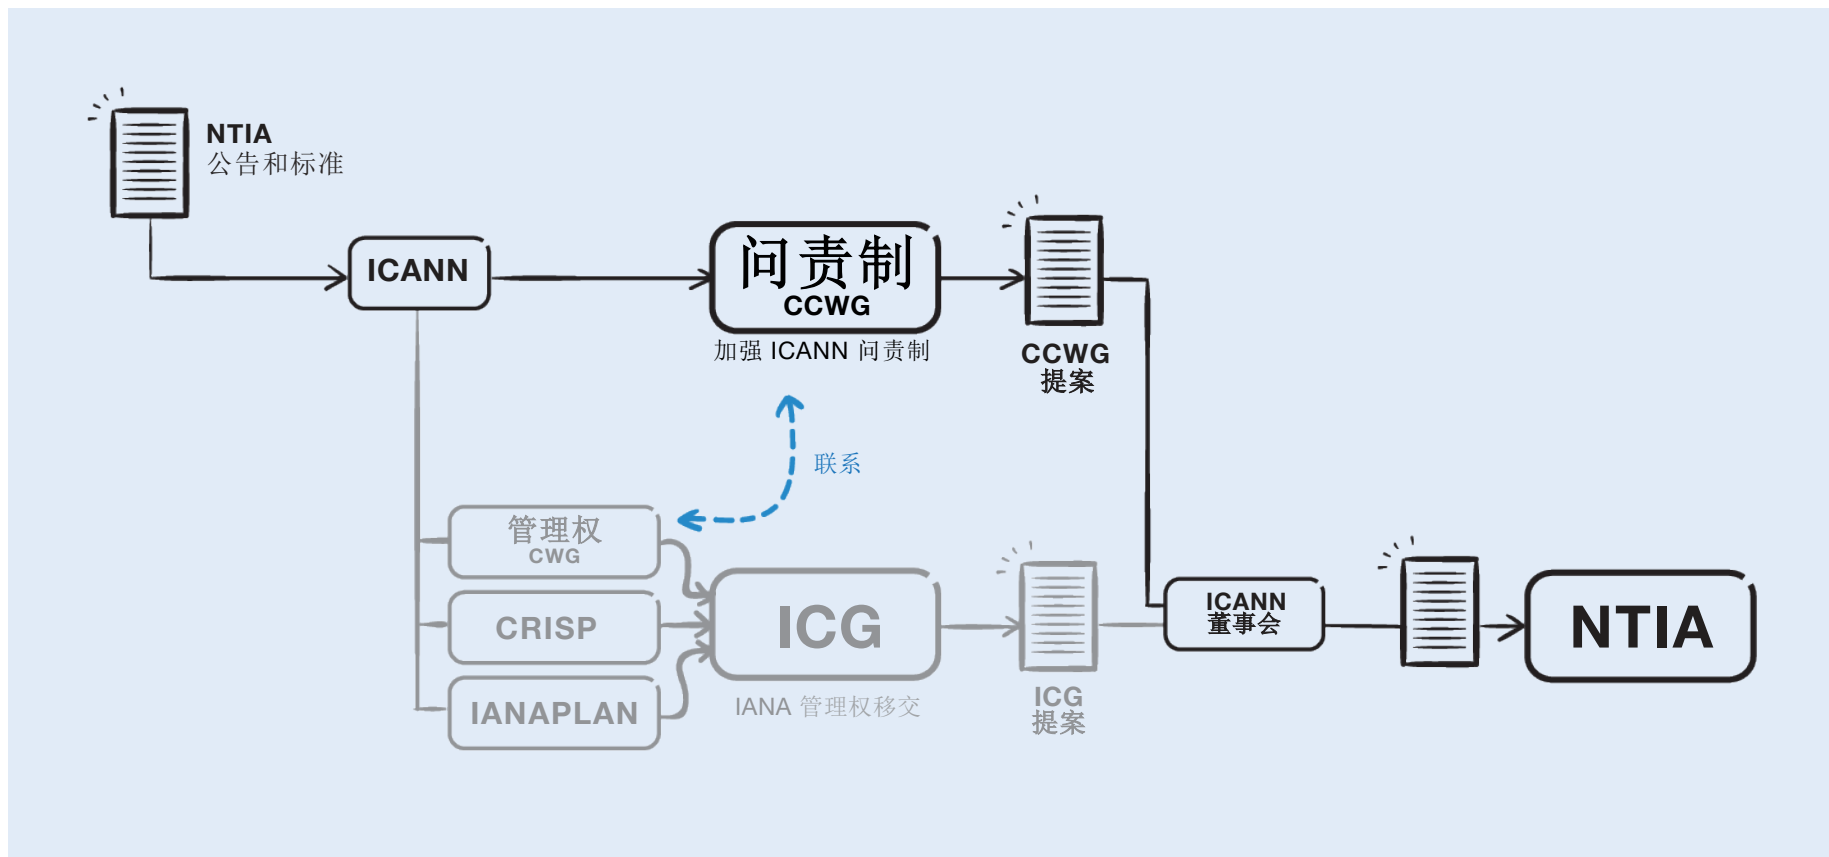 NTIA
公告和标准
ICANN
问责制
CCWG
加强 ICANN 问责制
CCWG
提案
联系
管理权
CWG
CRISP
IANAPLAN
ICG
IANA 管理权移交
ICG
提案
ICANN
董事会
NTIA